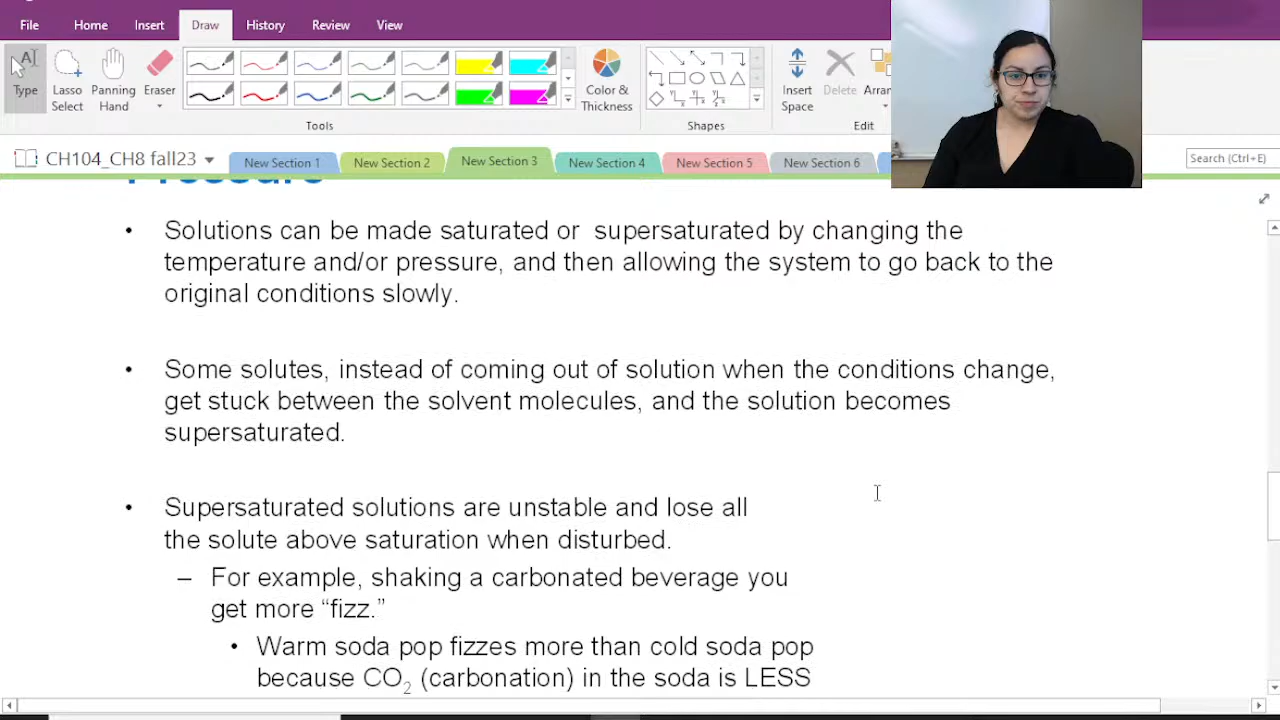 File Home Insert Draw History Review View
Type
Lasso Select
Panning Hand
Eraser
Color & Thickness
Insert Space
Delete
Tools
Shapes
Edit
CH104_CH8 fall23
New Section 1 New Section 2 New Section 3 New Section 4 New Section 5 New Section 6
Search (Ctrl+E)
Pressure
• Solutions can be made saturated or supersaturated by changing the
temperature and/or pressure, and then allowing the system to go back to the
original conditions slowly.
• Some solutes, instead of coming out of solution when the conditions change,
get stuck between the solvent molecules, and the solution becomes
supersaturated.
• Supersaturated solutions are unstable and lose all
the solute above saturation when disturbed.
– For example, shaking a carbonated beverage you
get more “fizz.”
• Warm soda pop fizzes more than cold soda pop
because CO₂ (carbonation) in the soda is LESS